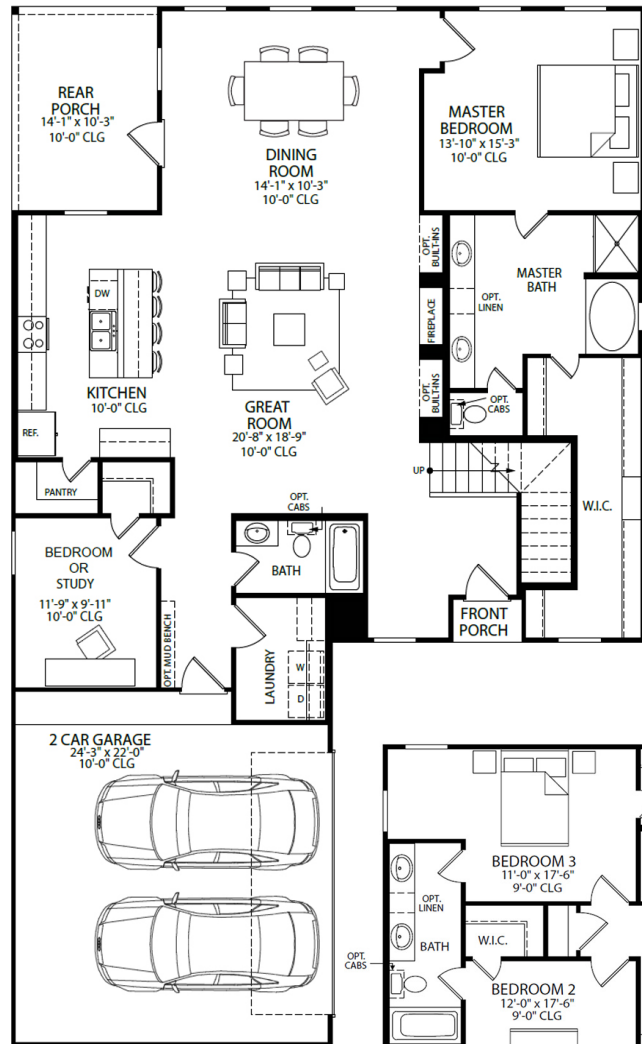 REAR
PORCH
14'-1" x 10'-3"
10'-0" CLG
DINING
ROOM
14'-1" x 10'-3"
10'-0" CLG
MASTER
BEDROOM
13'-10" x 15'-3"
10'-0" CLG
OPT.
BUILT-INS
FIREPLACE
OPT.
BUILT-INS
MASTER
BATH
OPT.
LINEN
OPT.
CABS
DW
KITCHEN
10'-0" CLG
REF.
PANTRY
GREAT
ROOM
20'-8" x 18'-9"
10'-0" CLG
UP
W.I.C.
BEDROOM
OR
STUDY
11'-9" x 9'-11"
10'-0" CLG
OPT. MUD BENCH
OPT.
CABS
BATH
LAUNDRY
W
D
FRONT
PORCH
2 CAR GARAGE
24'-3" x 22'-0"
10'-0" CLG
BEDROOM 3
11'-0" x 17'-6"
9'-0" CLG
OPT.
LINEN
BATH
W.I.C.
OPT.
CABS
BEDROOM 2
12'-0" x 17'-6"
9'-0" CLG